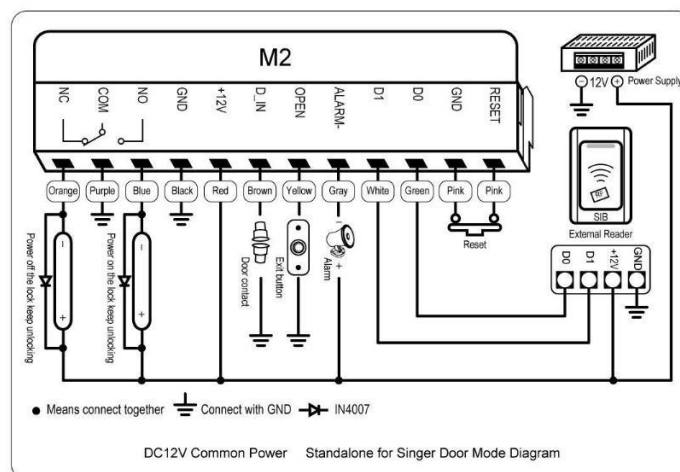 M2
NC COM NO GND +12V D_IN OPEN ALARM- D1 D0 GND RESET
12V Power Supply
Orange Purple Blue Black Red Brown Yellow Gray White Green Pink Pink
RF
SIB
External Reader
Reset
Power off the lock keep unlocking
Power on the lock keep unlocking
Door contact
Exit button
Alarm
D0 D1 +12V GND
Means connect together Connect with GND IN4007
DC12V Common Power Standalone for Singer Door Mode Diagram